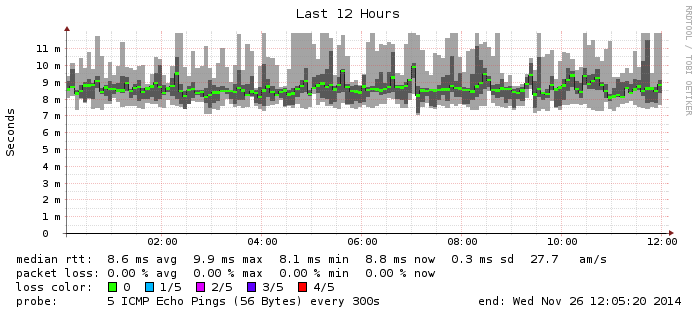 Last 12 Hours
RRDTOOL / TOBI OETIKER
Seconds
11 m
10 m
9 m
8 m
7 m
6 m
5 m
4 m
3 m
2 m
1 m
0
02:00 04:00 06:00 08:00 10:00 12:00
median rtt: 8.6 ms avg 9.9 ms max 8.1 ms min 8.8 ms now 0.3 ms sd 27.7 am/s
packet loss: 0.00 % avg 0.00 % max 0.00 % min 0.00 % now
loss color: 0 1/5 2/5 3/5 4/5
probe: 5 ICMP Echo Pings (56 Bytes) every 300s end: Wed Nov 26 12:05:20 2014